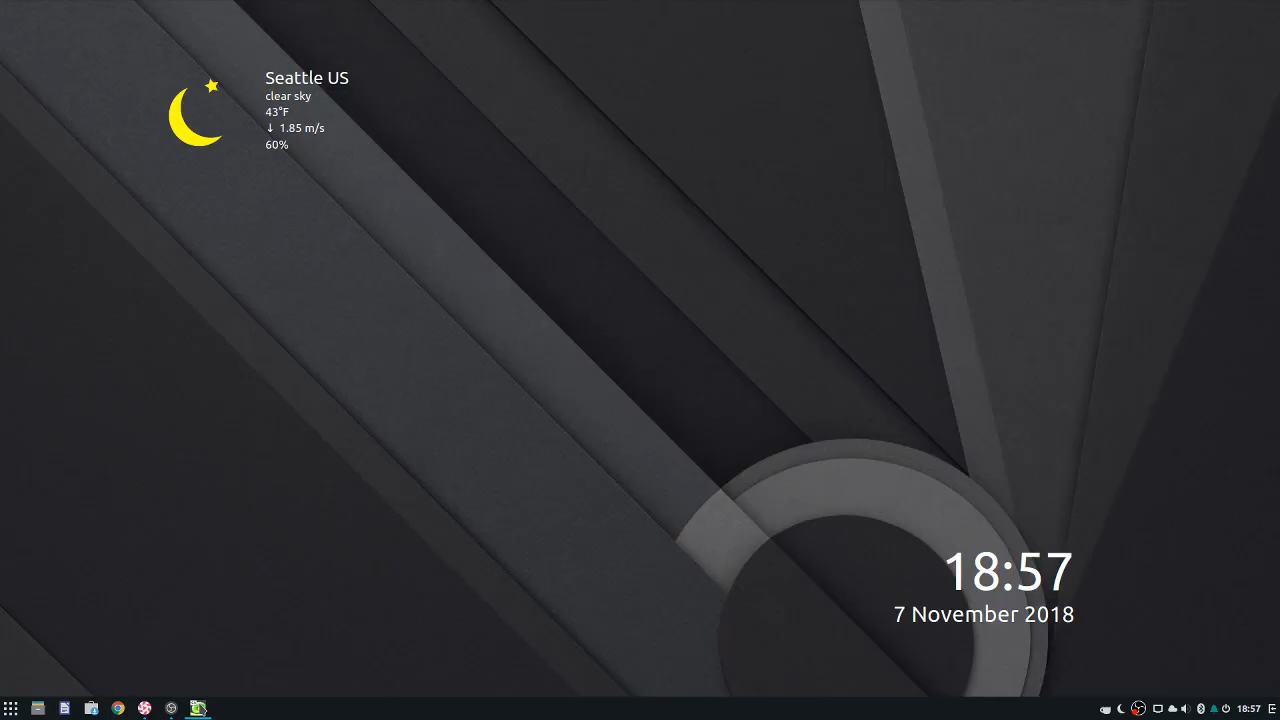 Seattle US
clear sky
43°F
↓ 1.85 m/s
60%
18:57
7 November 2018
18:57